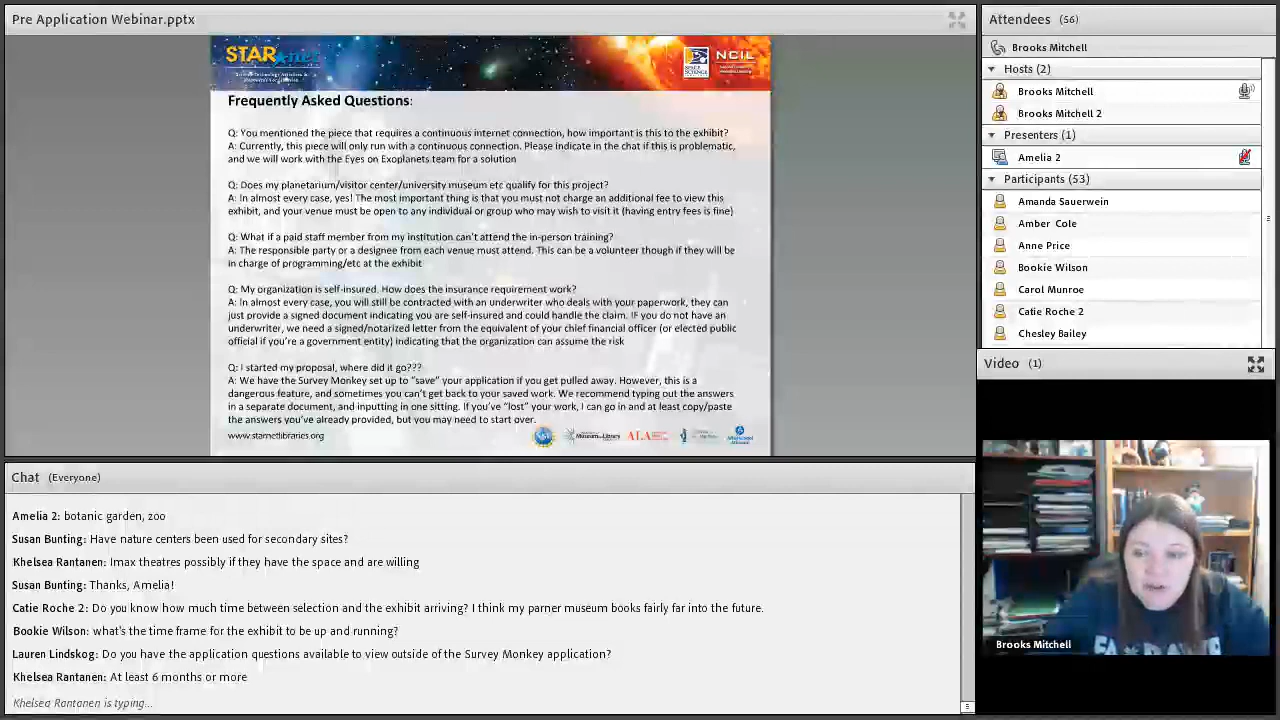 Pre Application Webinar.pptx
STAR net
NCIL
SPACE SCIENCE
Frequently Asked Questions:
Q: You mentioned the piece that requires a continuous internet connection, how important is this to the exhibit?
A: Currently, this piece will only run with a continuous connection. Please indicate in the chat if this is problematic,
and we will work with the Eyes on Exoplanets team for a solution
Q: Does my planetarium/visitor center/university museum etc qualify for this project?
A: In almost every case, yes! The most important thing is that you must not charge an additional fee to view this
exhibit, and your venue must be open to any individual or group who may wish to visit it (having entry fees is fine)
Q: What if a paid staff member from my institution can't attend the in-person training?
A: The responsible party or a designee from each venue must attend. This can be a volunteer though if they will be
in charge of programming/etc at the exhibit
Q: My organization is self-insured. How does the insurance requirement work?
A: In almost every case, you will still be contracted with an underwriter who deals with your paperwork, they can
just provide a signed document indicating you are self-insured and could handle the claim. IF you do not have an
underwriter, we need a signed/notarized letter from the equivalent of your chief financial officer (or elected public
official if you're a government entity) indicating that the organization can assume the risk
Q: I started my proposal, where did it go???
A: We have the Survey Monkey set up to "save" your application if you get pulled away. However, this is a
dangerous feature, and sometimes you can't get back to your saved work. We recommend typing out the answers
in a separate document, and inputting in one sitting. If you've "lost" your work, I can go in and at least copy/paste
the answers you've already provided, but you may need to start over.
www.starnetlibraries.org
ALA
Chat (Everyone)
Amelia 2: botanic garden, zoo
Susan Bunting: Have nature centers been used for secondary sites?
Khelsea Rantanen: Imax theatres possibly if they have the space and are willing
Susan Bunting: Thanks, Amelia!
Catie Roche 2: Do you know how much time between selection and the exhibit arriving? I think my parner museum books fairly far into the future.
Bookie Wilson: what's the time frame for the exhibit to be up and running?
Lauren Lindskog: Do you have the application questions available to view outside of the Survey Monkey application?
Khelsea Rantanen: At least 6 months or more
Khelsea Rantanen is typing...
Attendees (56)
Brooks Mitchell
Hosts (2)
Brooks Mitchell
Brooks Mitchell 2
Presenters (1)
Amelia 2
Participants (53)
Amanda Sauerwein
Amber Cole
Anne Price
Bookie Wilson
Carol Munroe
Catie Roche 2
Chesley Bailey
Video (1)
Brooks Mitchell